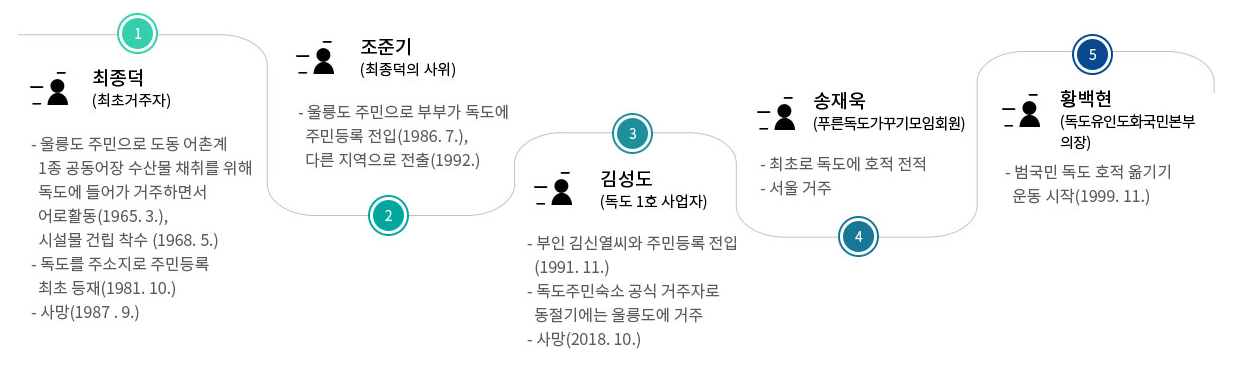 1
최종덕
(최초거주자)
- 울릉도 주민으로 도동 어촌계
1종 공동어장 수산물 채취를 위해
독도에 들어가 거주하면서
어로활동(1965. 3.),
시설물 건립 착수 (1968. 5.)
- 독도를 주소지로 주민등록
최초 등재(1981. 10.)
- 사망(1987 . 9.)
조준기
(최종덕의 사위)
- 울릉도 주민으로 부부가 독도에
주민등록 전입(1986. 7.),
다른 지역으로 전출(1992.)
2
3
김성도
(독도 1호 사업자)
- 부인 김신열씨와 주민등록 전입
(1991. 11.)
- 독도주민숙소 공식 거주자로
동절기에는 울릉도에 거주
- 사망(2018. 10.)
송재욱
(푸른독도가꾸기모임회원)
- 최초로 독도에 호적 전적
- 서울 거주
4
5
황백현
(독도유인도화국민본부
의장)
- 범국민 독도 호적 옮기기
운동 시작(1999. 11.)